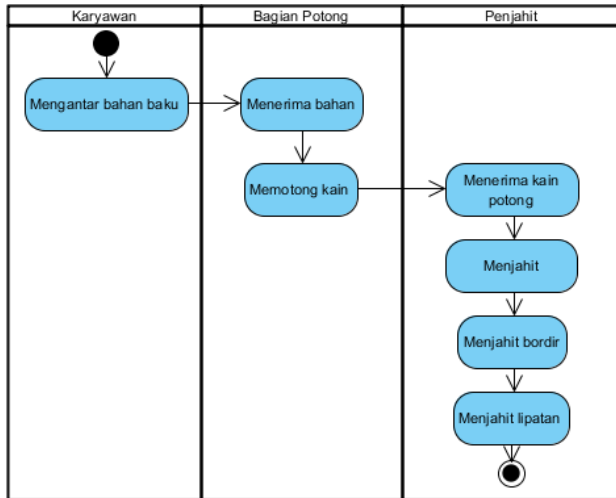 Karyawan
Bagian Potong
Penjahit
Mengantar bahan baku
Menerima bahan
Memotong kain
Menerima kain
potong
Menjahit
Menjahit bordir
Menjahit lipatan